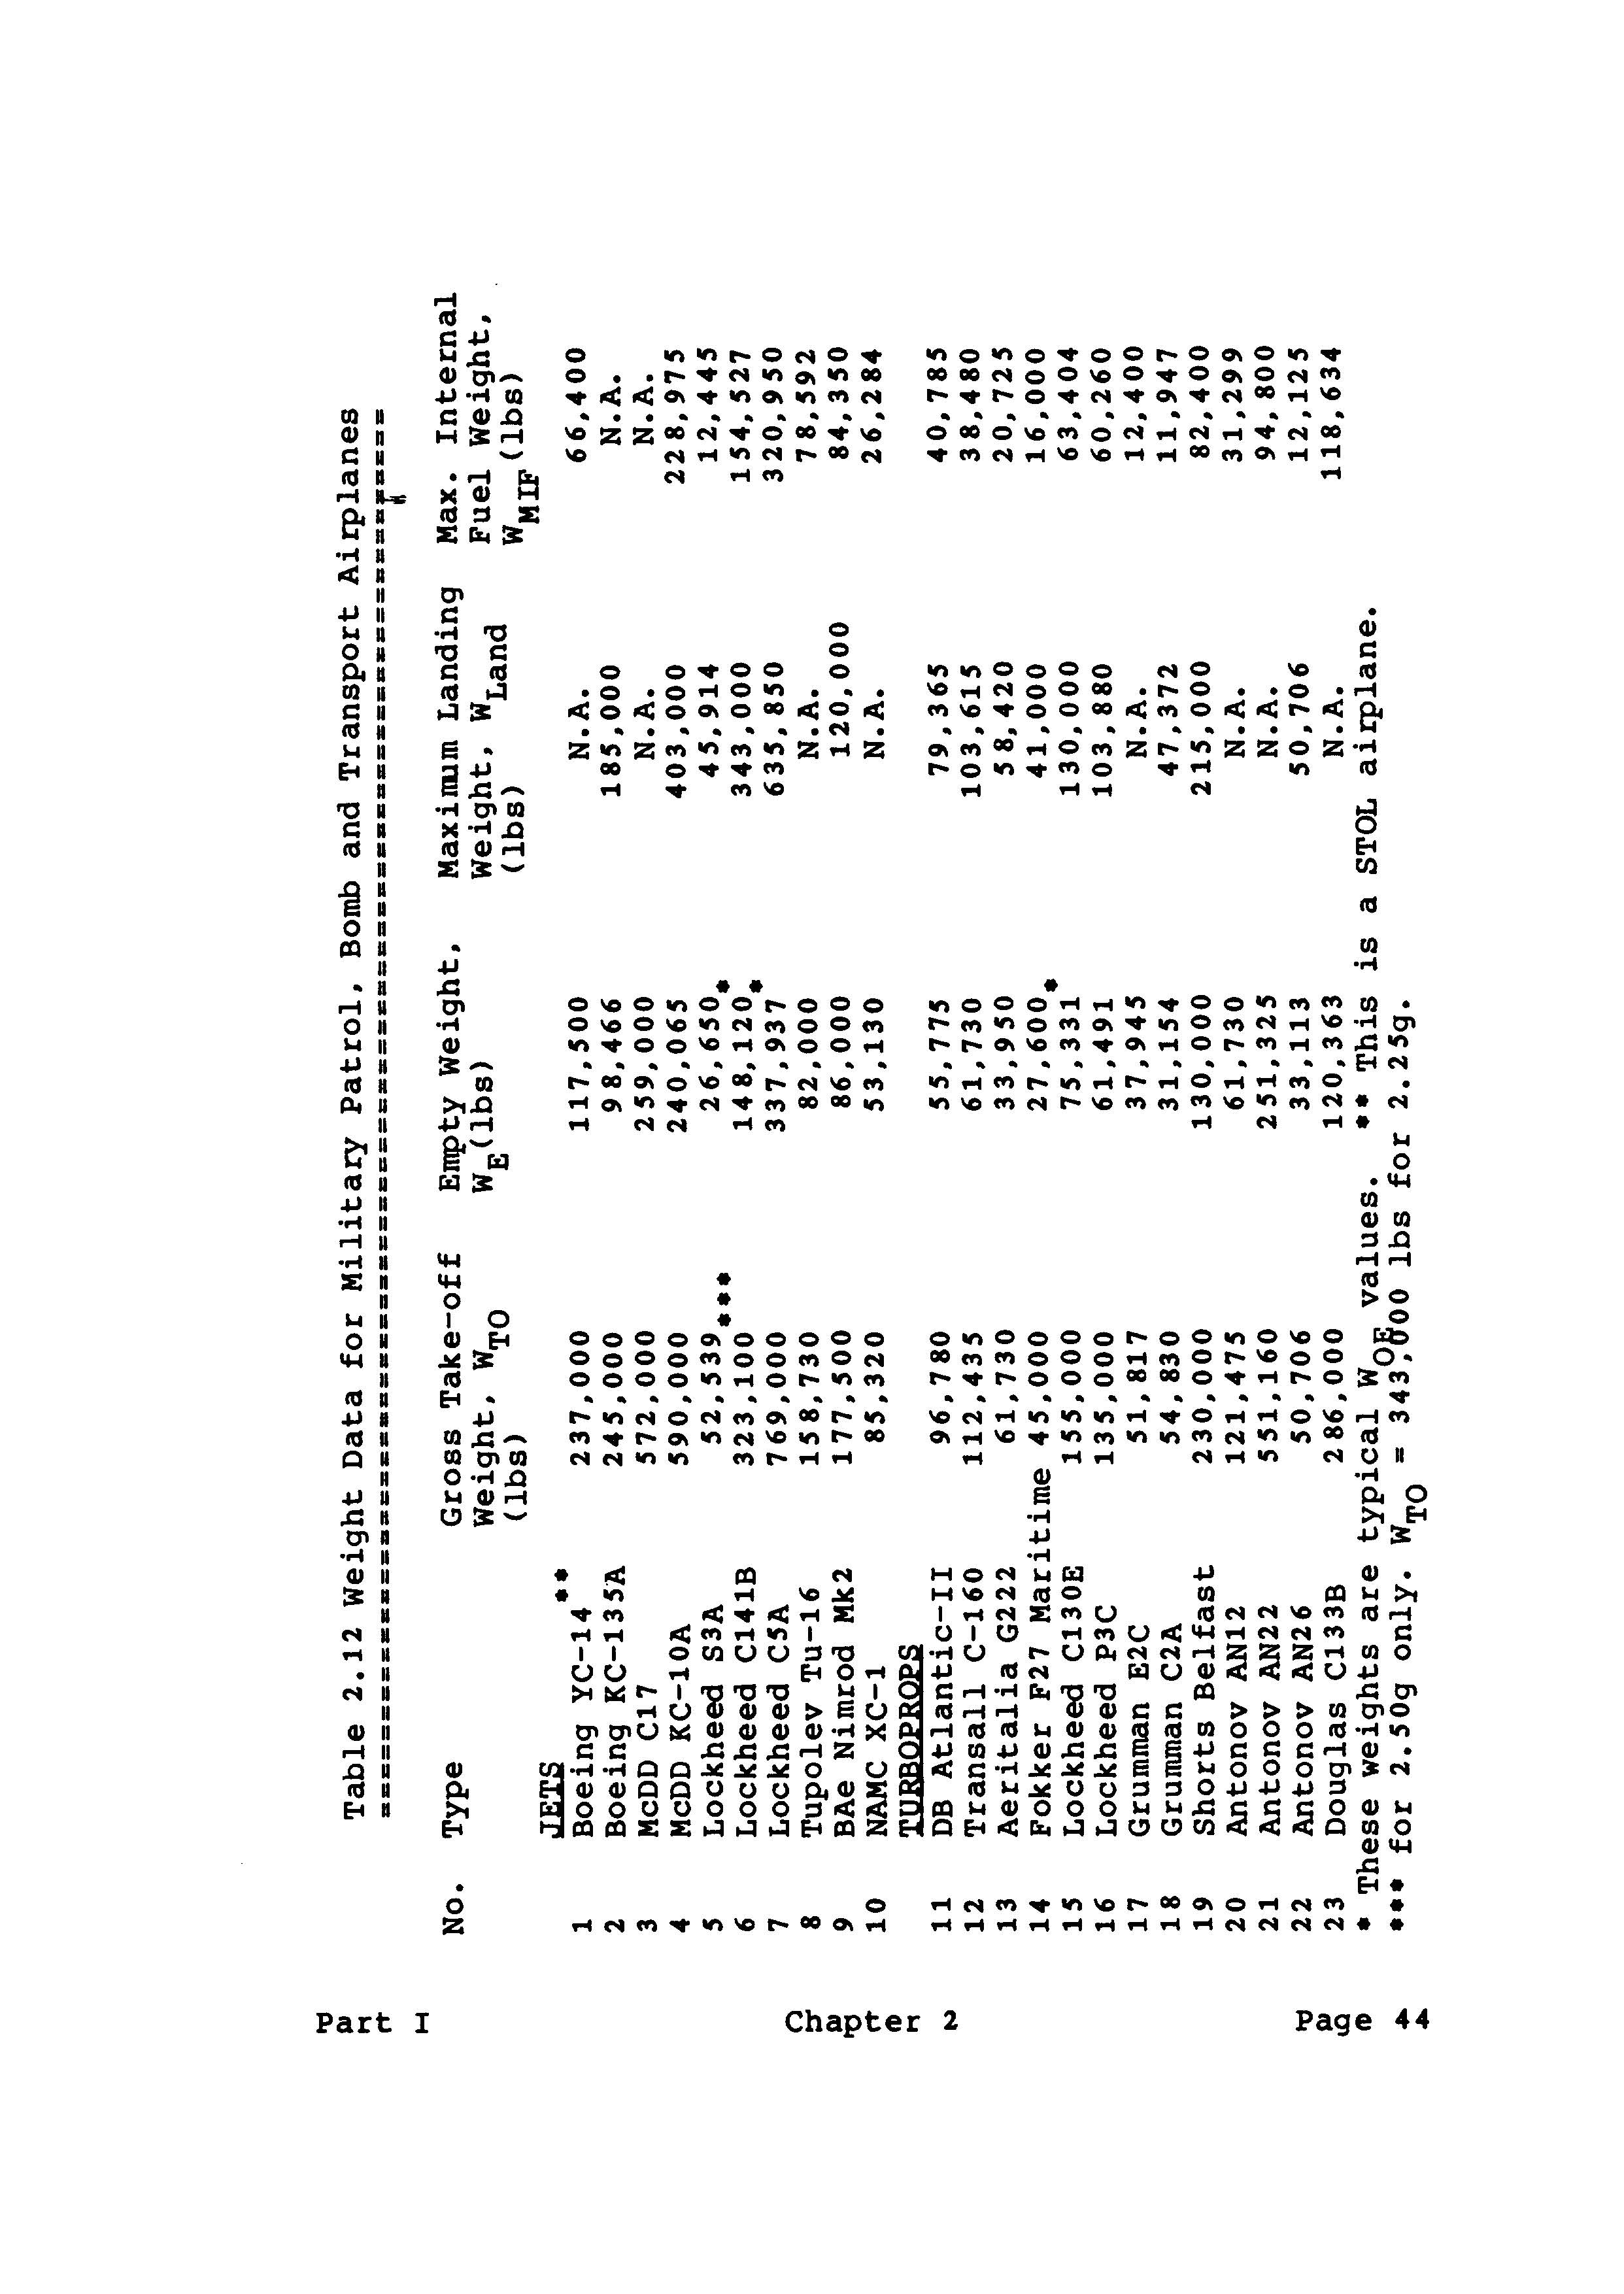 Part I Chapter 2 Page 44
Table 2.12 Weight Data for Military Patrol, Bomb and Transport Airplanes
No. Type Gross Take-off Empty Weight, Maximum Landing Max. Internal
Weight, W_TO W_E(lbs) Weight, W_Land Fuel Weight,
(lbs) (lbs) W_MIF(lbs)
JETS
1 Boeing YC-14** 237,000 117,500 N.A. 66,400
2 Boeing KC-135A 245,000 98,466 185,000 N.A.
3 McDD C17 572,000 259,000 N.A. N.A.
4 McDD KC-10A 590,000 240,065 403,000 228,975
5 Lockheed S3A 52,539 26,650 45,914 12,445
6 Lockheed C141B 323,100*** 148,120* 343,000 154,527
7 Lockheed C5A 769,000 337,937* 635,850 320,950
8 Tupolev Tu-16 158,730 82,000 N.A. 78,592
9 BAe Nimrod Mk2 177,500 86,000 120,000 84,350
10 NAMC XC-1 85,320 53,130 N.A. 26,284
TURBOPROPS
11 DB Atlantic-II 96,780 55,775 79,365 40,785
12 Transall C-160 112,435 61,730 103,615 38,480
13 Aeritalia G222 61,730 33,950 58,420 20,725
14 Fokker F27 Maritime 45,000 27,600 41,000 16,000
15 Lockheed C130E 155,000 75,331* 130,000 63,404
16 Lockheed P3C 135,000 61,491 103,880 60,260
17 Grumman E2C 51,817 37,945 N.A. 12,400
18 Grumman C2A 54,830 31,154 47,372 11,947
19 Shorts Belfast 230,000 130,000 215,000 82,400
20 Antonov AN12 121,475 61,730 N.A. 31,299
21 Antonov AN22 551,160 251,325 N.A. 94,800
22 Antonov AN26 50,706 33,113 50,706 12,125
23 Douglas C133B 286,000 120,363 N.A. 118,634
* These weights are typical W_OE values. ** This is a STOL airplane.
*** for 2.50g only. W_TO = 343,000 lbs for 2.25g.